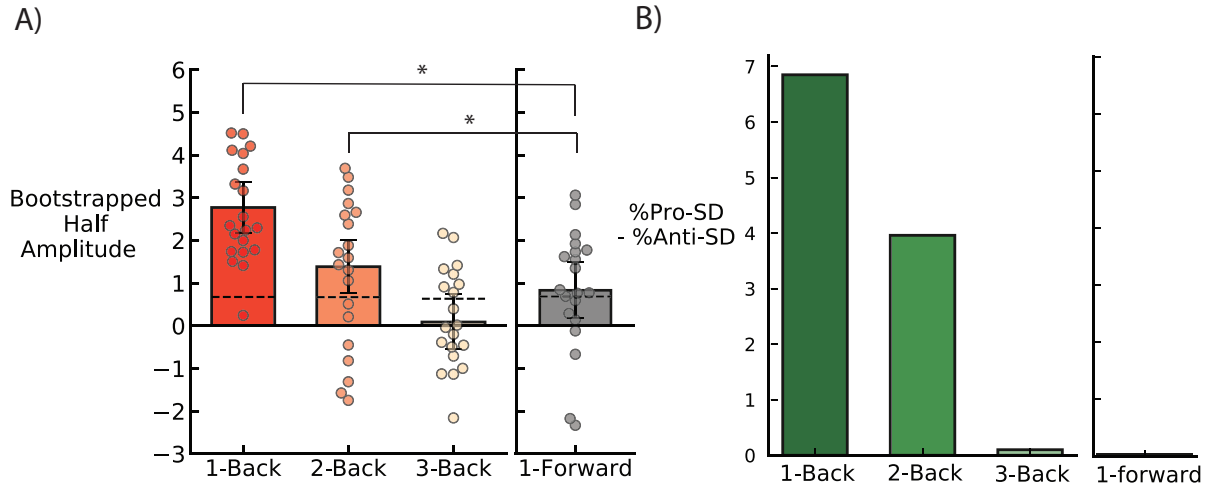 A)
B)
6
5
4
3
2
1
0
−1
−2
−3
Bootstrapped
Half
Amplitude
*
*
1-Back
2-Back
3-Back
1-Forward
7
6
5
4
3
2
1
0
%Pro-SD
- %Anti-SD
1-Back
2-Back
3-Back
1-forward